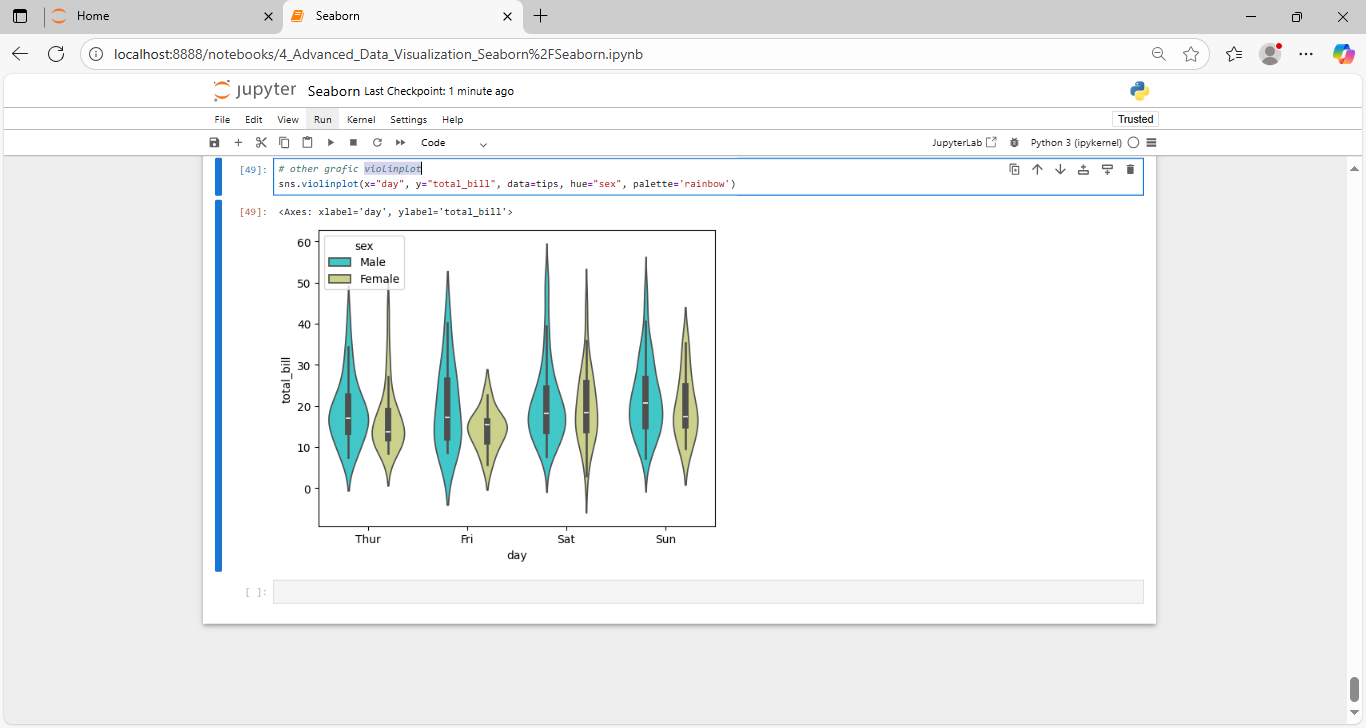 Home
Seaborn
localhost:8888/notebooks/4_Advanced_Data_Visualization_Seaborn%2FSeaborn.ipynb
jupyter Seaborn Last Checkpoint: 1 minute ago
File Edit View Run Kernel Settings Help Trusted
Code JupyterLab Python 3 (ipykernel)
[49]: # other grafic violinplot
sns.violinplot(x="day", y="total_bill", data=tips, hue="sex", palette='rainbow')
[49]: <Axes: xlabel='day', ylabel='total_bill'>
sex
Male
Female
60
50
40
30
20
10
0
total_bill
Thur Fri Sat Sun
day
[ ]: